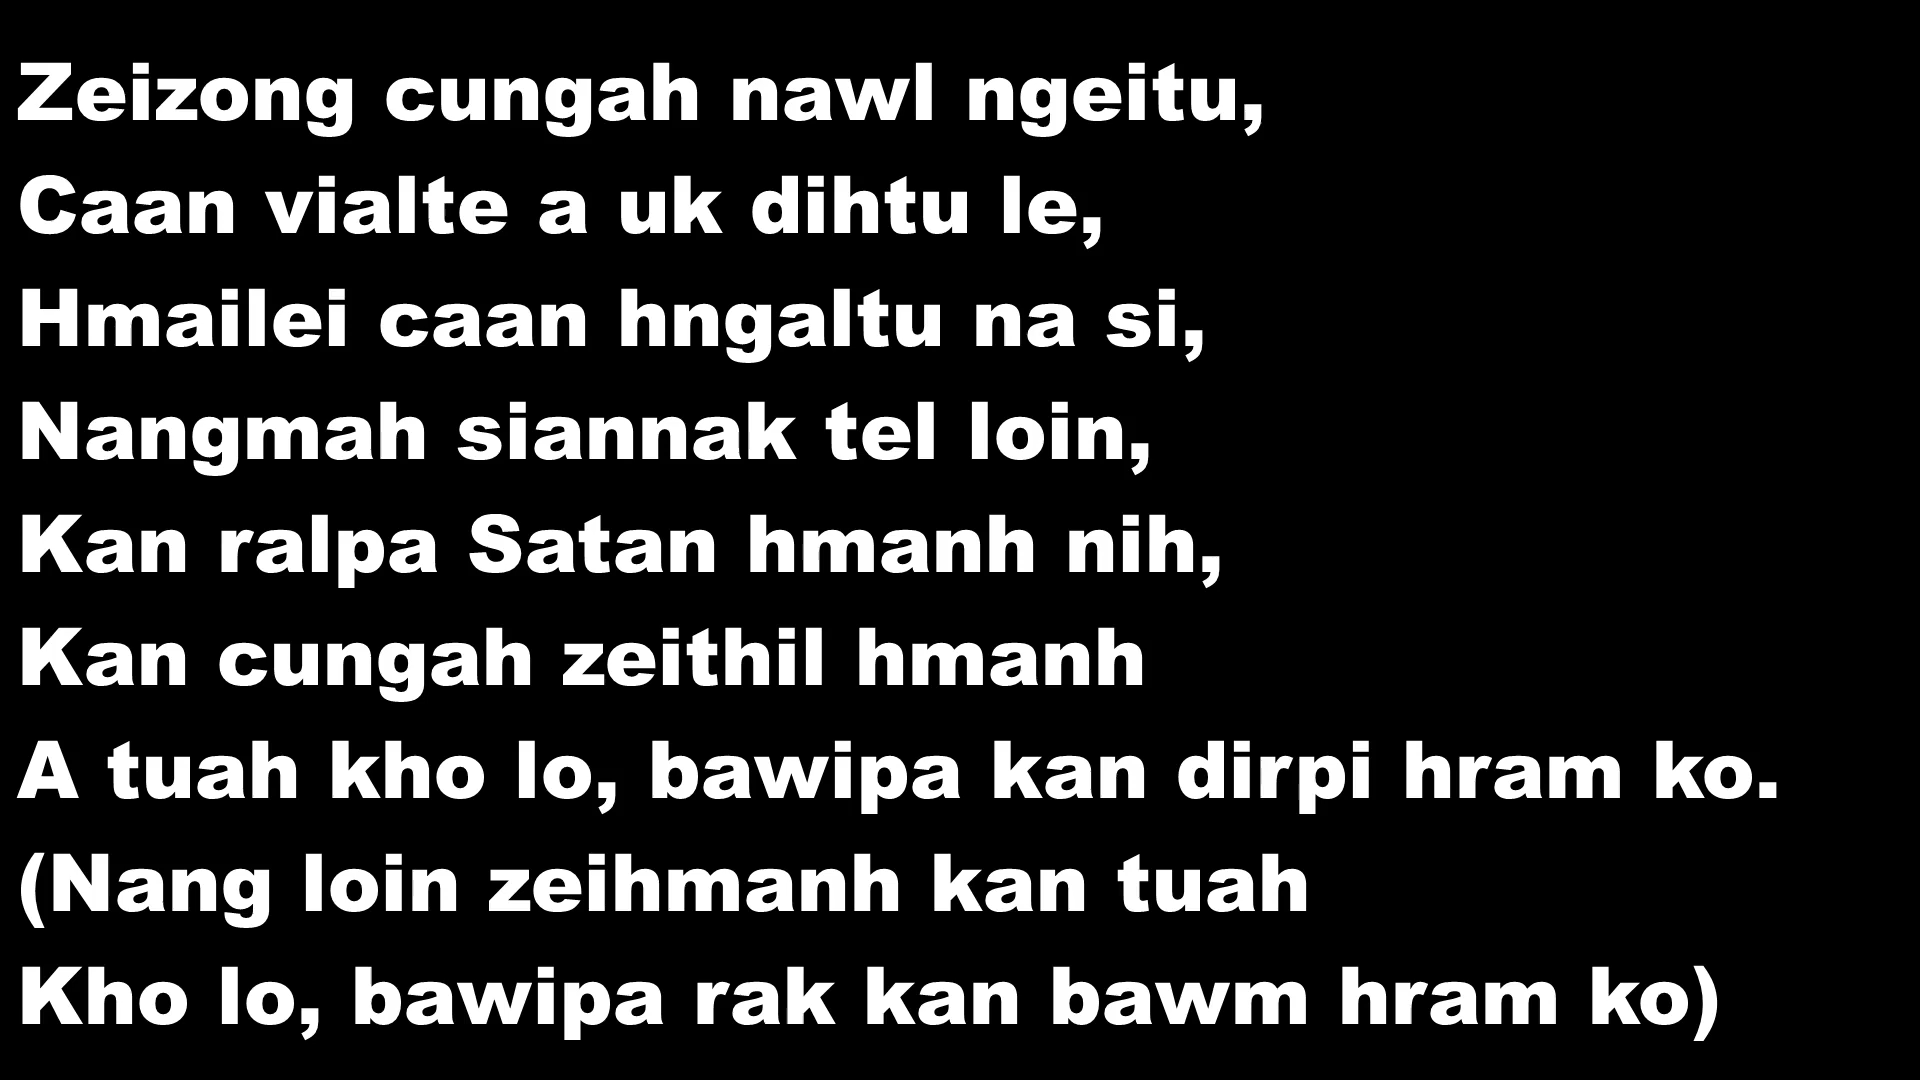 Zeizong cungah nawl ngeitu,
Caan vialte a uk dihtu le,
Hmailei caan hngaltu na si,
Nangmah siannak tel loin,
Kan ralpa Satan hmanh nih,
Kan cungah zeithil hmanh
A tuah kho lo, bawipa kan dirpi hram ko.
(Nang loin zeihmanh kan tuah
Kho lo, bawipa rak kan bawm hram ko)